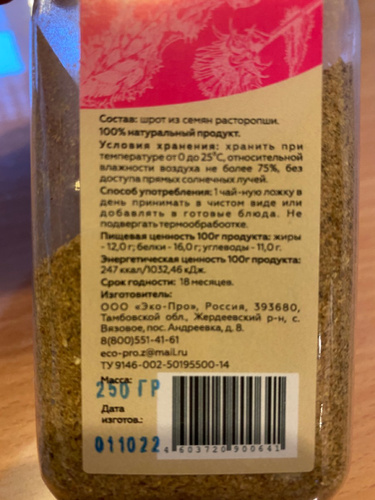 Состав: шрот из семян расторопши.
100% натуральный продукт.
Условия хранения: хранить при
температуре от 0 до 25°С, относительной
влажности воздуха не более 75%, без
доступа прямых солнечных лучей.
Способ употребления: 1 чай-ную ложку в
день принимать в чистом виде или
добавлять в готовые блюда. Не
подвергать термообработке.
Пищевая ценность 100г продукта: жиры
- 12,0 г; белки - 16,0 г; углеводы - 11,0 г.
Энергетическая ценность 100г продукта:
247 ккал/1032,46 кДж.
Срок годности: 18 месяцев.
Изготовитель:
ООО «Эко-Про», Россия, 393680,
Тамбовской обл., Жердеевский р-н, с.
Вязовое, пос. Андреевка, д. 8.
8(800)551-41-61
eco-pro.z@mail.ru
ТУ 9146-002-50195500-14
Масса:
250 ГР
Дата
изготов.:
011022
4 603720 900641